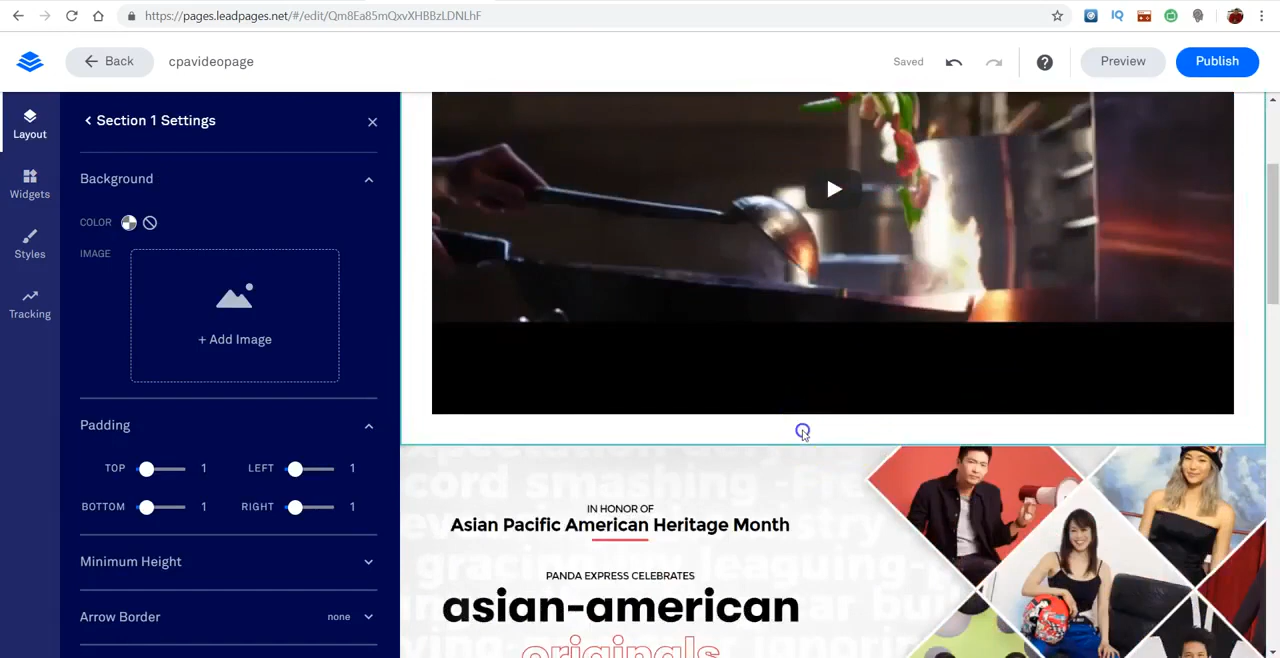 https://pages.leadpages.net/#/edit/Qm8Ea85mQxvXHBBzLDNLhF
IQ
Back
cpavideopage
Saved
Preview
Publish
Layout
Widgets
Styles
Tracking
Section 1 Settings
Background
COLOR
IMAGE
+ Add Image
Padding
TOP 1 LEFT 1
BOTTOM 1 RIGHT 1
Minimum Height
Arrow Border none
IN HONOR OF
Asian Pacific American Heritage Month
PANDA EXPRESS CELEBRATES
asian-american
originals